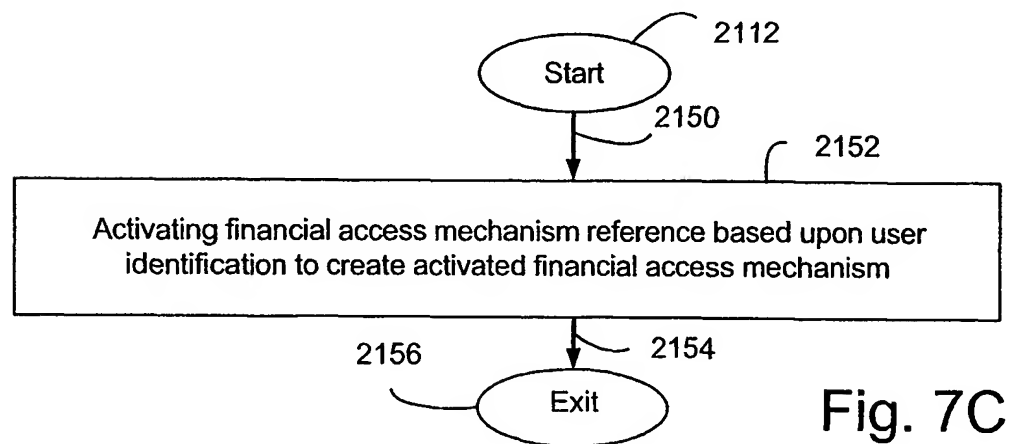 2112
Start
2150
2152
Activating financial access mechanism reference based upon user
identification to create activated financial access mechanism
2156
2154
Exit
Fig. 7C